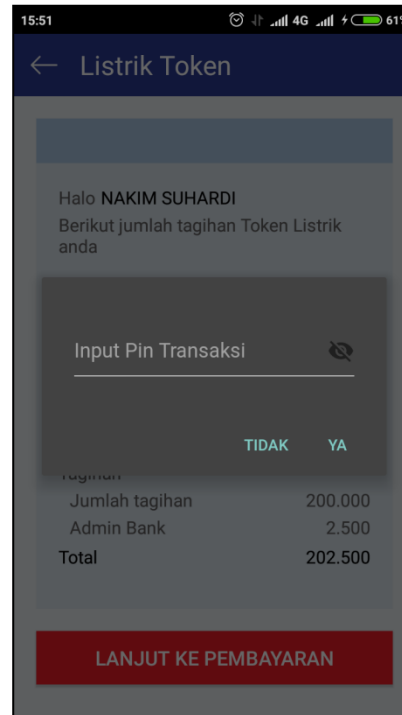 15:51 4G 61%
Listrik Token
Halo NAKIM SUHARDI
Berikut jumlah tagihan Token Listrik
anda
Input Pin Transaksi
TIDAK YA
Tagihan
Jumlah tagihan 200.000
Admin Bank 2.500
Total 202.500
LANJUT KE PEMBAYARAN